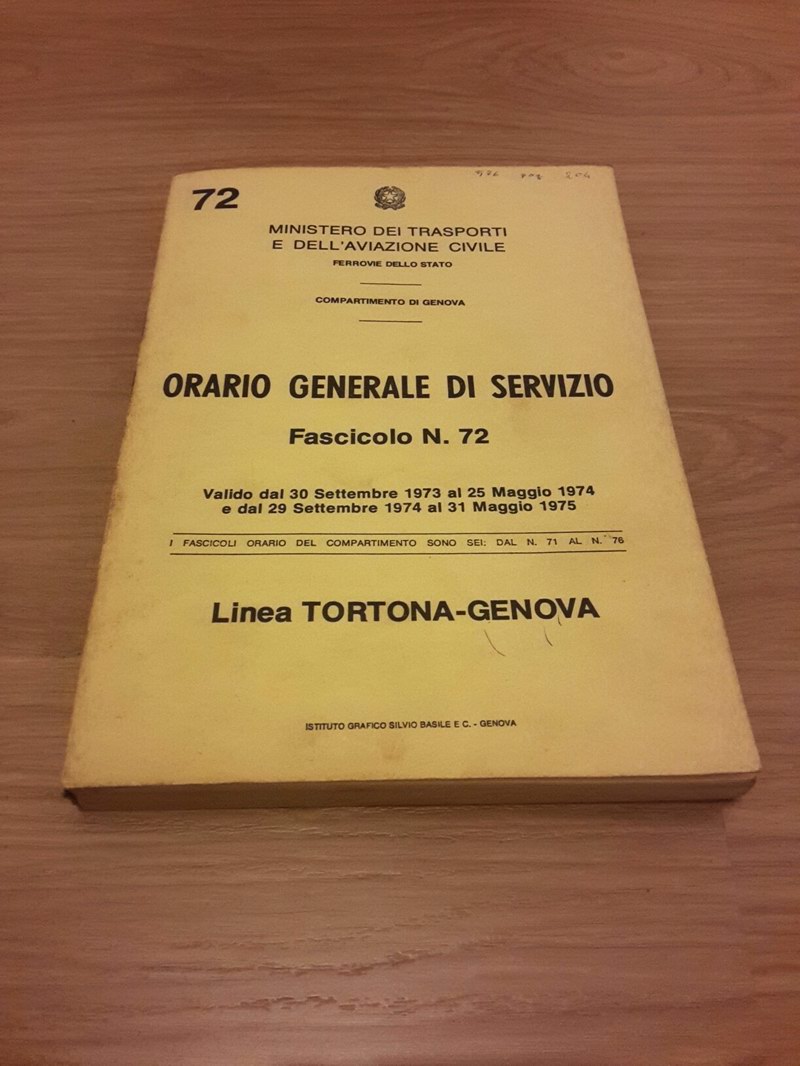 72
MINISTERO DEI TRASPORTI
E DELL'AVIAZIONE CIVILE
FERROVIE DELLO STATO
COMPARTIMENTO DI GENOVA
ORARIO GENERALE DI SERVIZIO
Fascicolo N. 72
Valido dal 30 Settembre 1973 al 25 Maggio 1974
e dal 29 Settembre 1974 al 31 Maggio 1975
I FASCICOLI ORARIO DEL COMPARTIMENTO SONO SEI: DAL N. 71 AL N. 76
Linea TORTONA-GENOVA
ISTITUTO GRAFICO SILVIO BASILE E C. - GENOVA